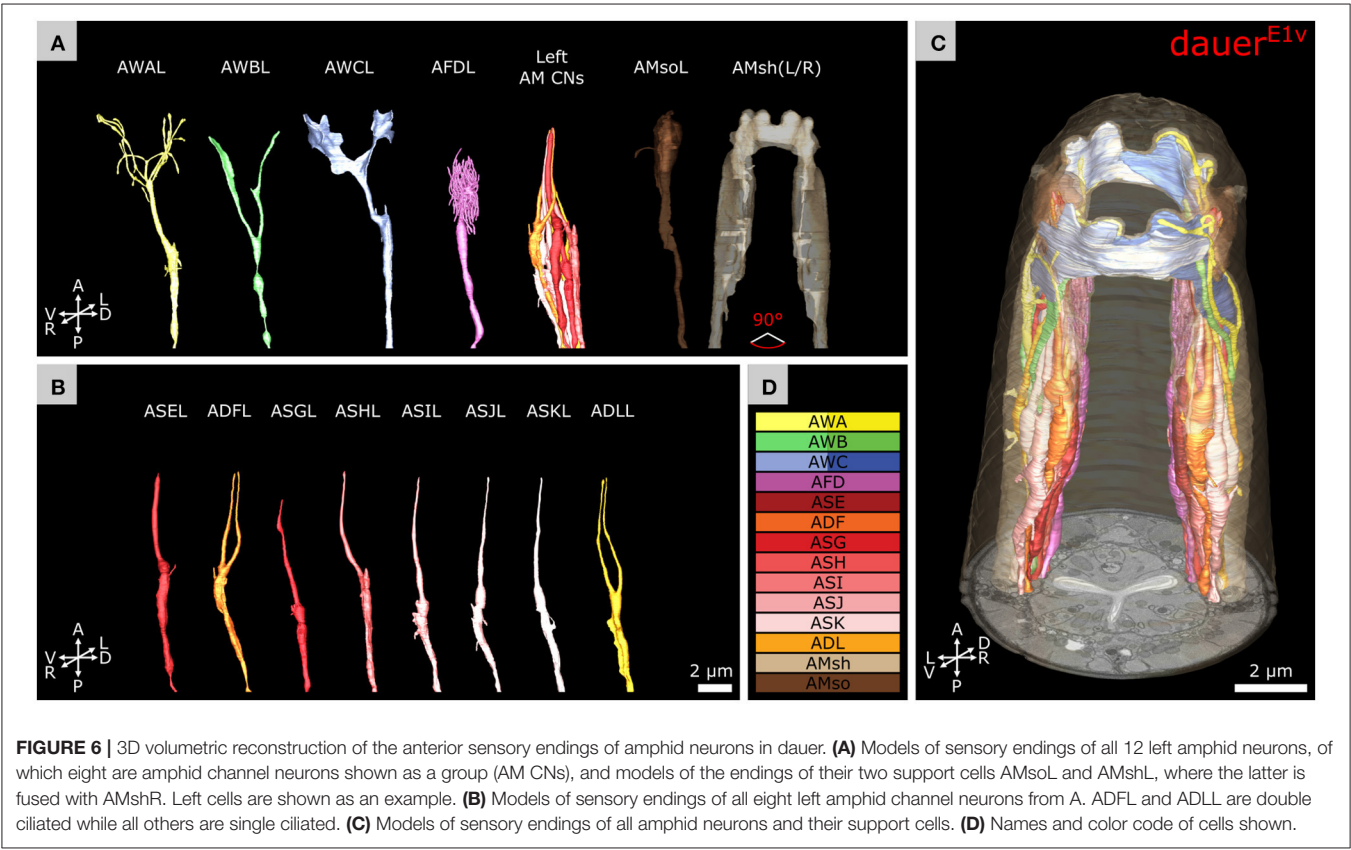 A
AWAL AWBL AWCL AFDL Left AM CNs AMsoL AMsh(L/R)
A
L
V D
R
P
90°
B
ASEL ADFL ASGL ASHL ASIL ASJL ASKL ADLL
A
L
V D
R
P
2 µm
D
AWA
AWB
AWC
AFD
ASE
ADF
ASG
ASH
ASI
ASJ
ASK
ADL
AMsh
AMso
C
dauerE1v
A
D
L R
V
P
2 µm
FIGURE 6 | 3D volumetric reconstruction of the anterior sensory endings of amphid neurons in dauer. (A) Models of sensory endings of all 12 left amphid neurons, of
which eight are amphid channel neurons shown as a group (AM CNs), and models of the endings of their two support cells AMsoL and AMshL, where the latter is
fused with AMshR. Left cells are shown as an example. (B) Models of sensory endings of all eight left amphid channel neurons from A. ADFL and ADLL are double
ciliated while all others are single ciliated. (C) Models of sensory endings of all amphid neurons and their support cells. (D) Names and color code of cells shown.